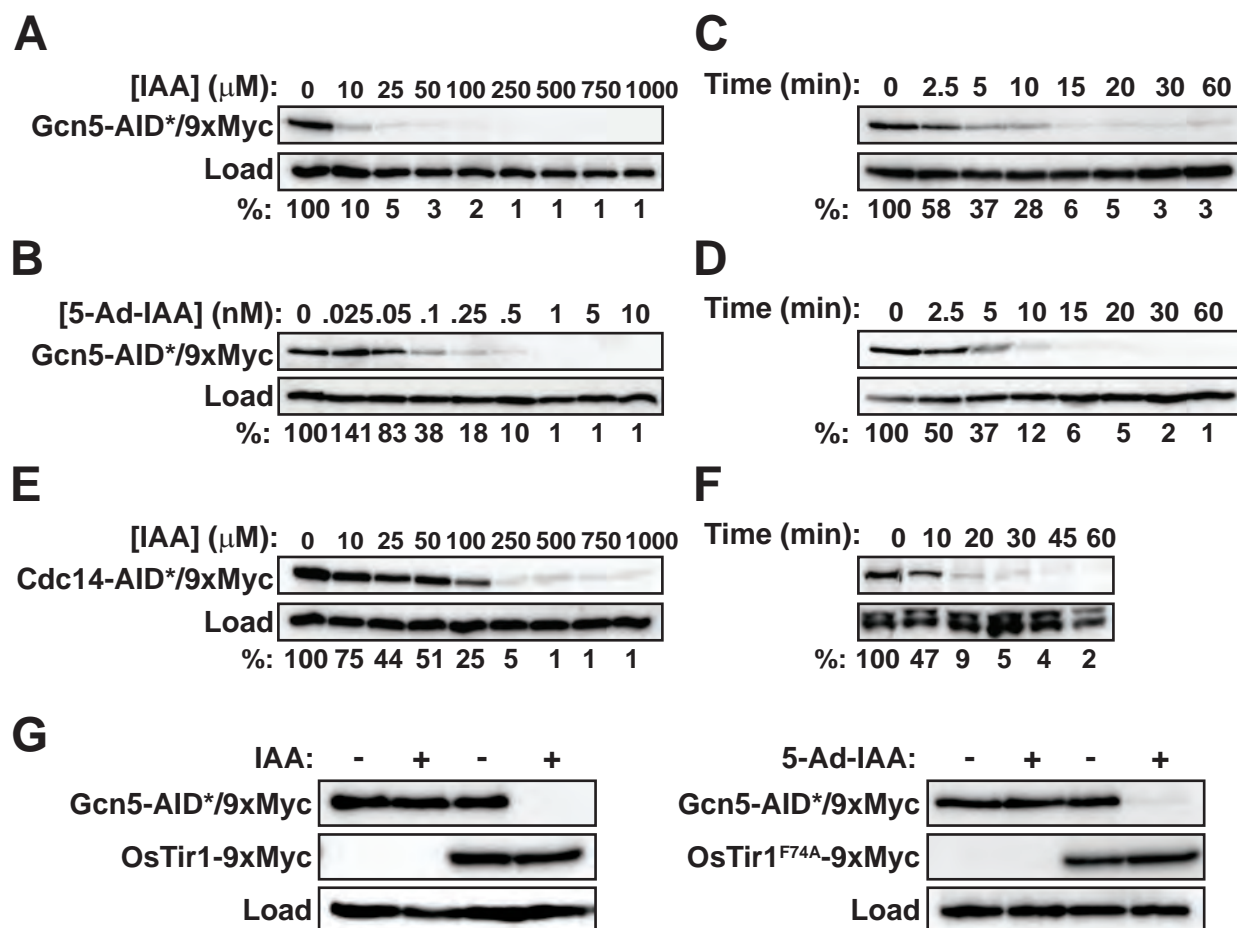 A
[IAA] (μM): 0 10 25 50 100 250 500 750 1000
Gcn5-AID*/9xMyc
Load
%: 100 10 5 3 2 1 1 1 1
C
Time (min): 0 2.5 5 10 15 20 30 60
%: 100 58 37 28 6 5 3 3
B
[5-Ad-IAA] (nM): 0 .025 .05 .1 .25 .5 1 5 10
Gcn5-AID*/9xMyc
Load
%: 100 141 83 38 18 10 1 1 1
D
Time (min): 0 2.5 5 10 15 20 30 60
%: 100 50 37 12 6 5 2 1
E
[IAA] (μM): 0 10 25 50 100 250 500 750 1000
Cdc14-AID*/9xMyc
Load
%: 100 75 44 51 25 5 1 1 1
F
Time (min): 0 10 20 30 45 60
%: 100 47 9 5 4 2
G
IAA: - + - +
Gcn5-AID*/9xMyc
OsTir1-9xMyc
Load
5-Ad-IAA: - + - +
Gcn5-AID*/9xMyc
OsTir1F74A-9xMyc
Load